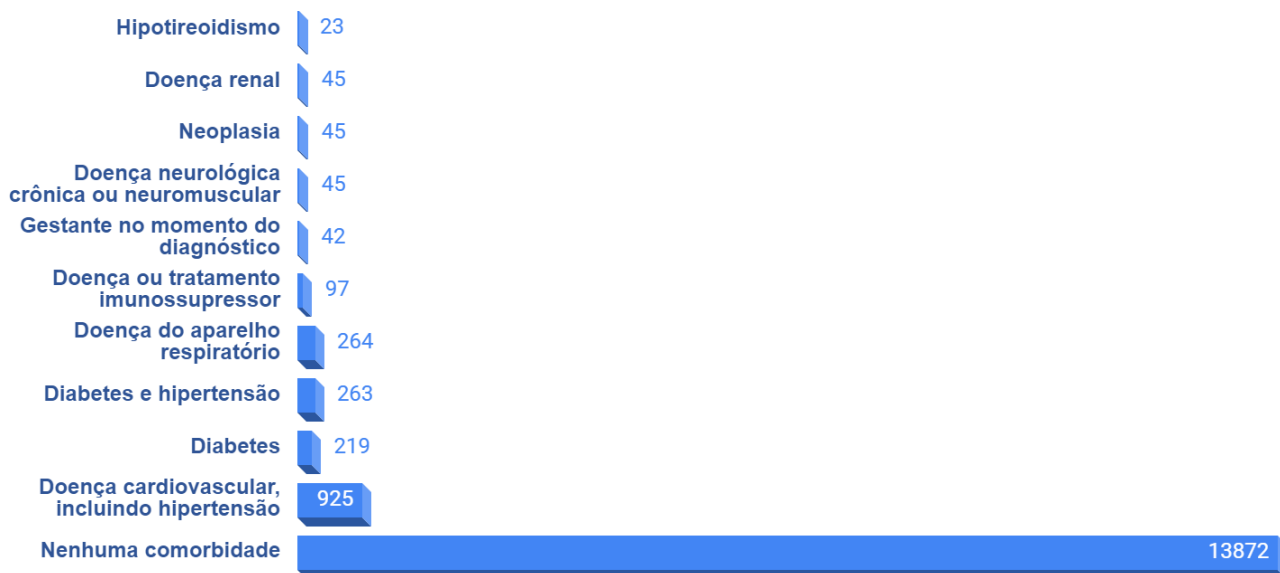 Hipotireoidismo 23
Doença renal 45
Neoplasia 45
Doença neurológica
crônica ou neuromuscular 45
Gestante no momento do
diagnóstico 42
Doença ou tratamento
imunossupressor 97
Doença do aparelho
respiratório 264
Diabetes e hipertensão 263
Diabetes 219
Doença cardiovascular,
incluindo hipertensão 925
Nenhuma comorbidade 13872